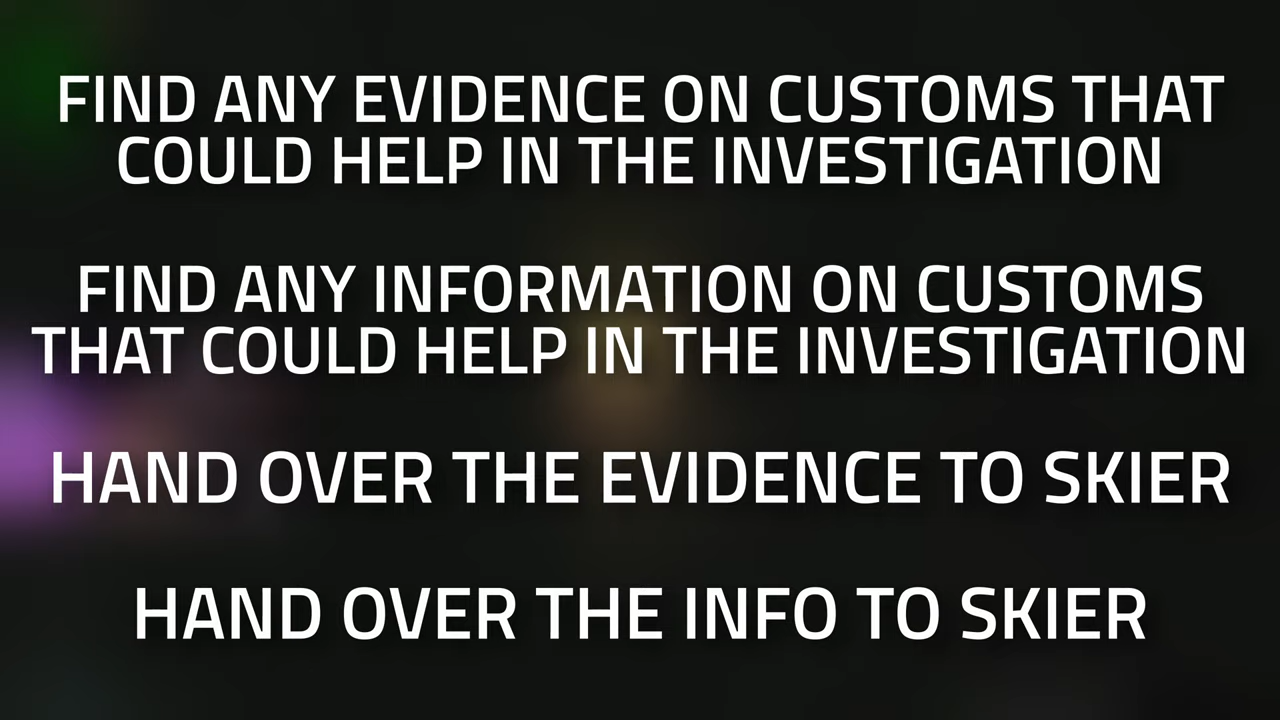 FIND ANY EVIDENCE ON CUSTOMS THAT
COULD HELP IN THE INVESTIGATION
FIND ANY INFORMATION ON CUSTOMS
THAT COULD HELP IN THE INVESTIGATION
HAND OVER THE EVIDENCE TO SKIER
HAND OVER THE INFO TO SKIER